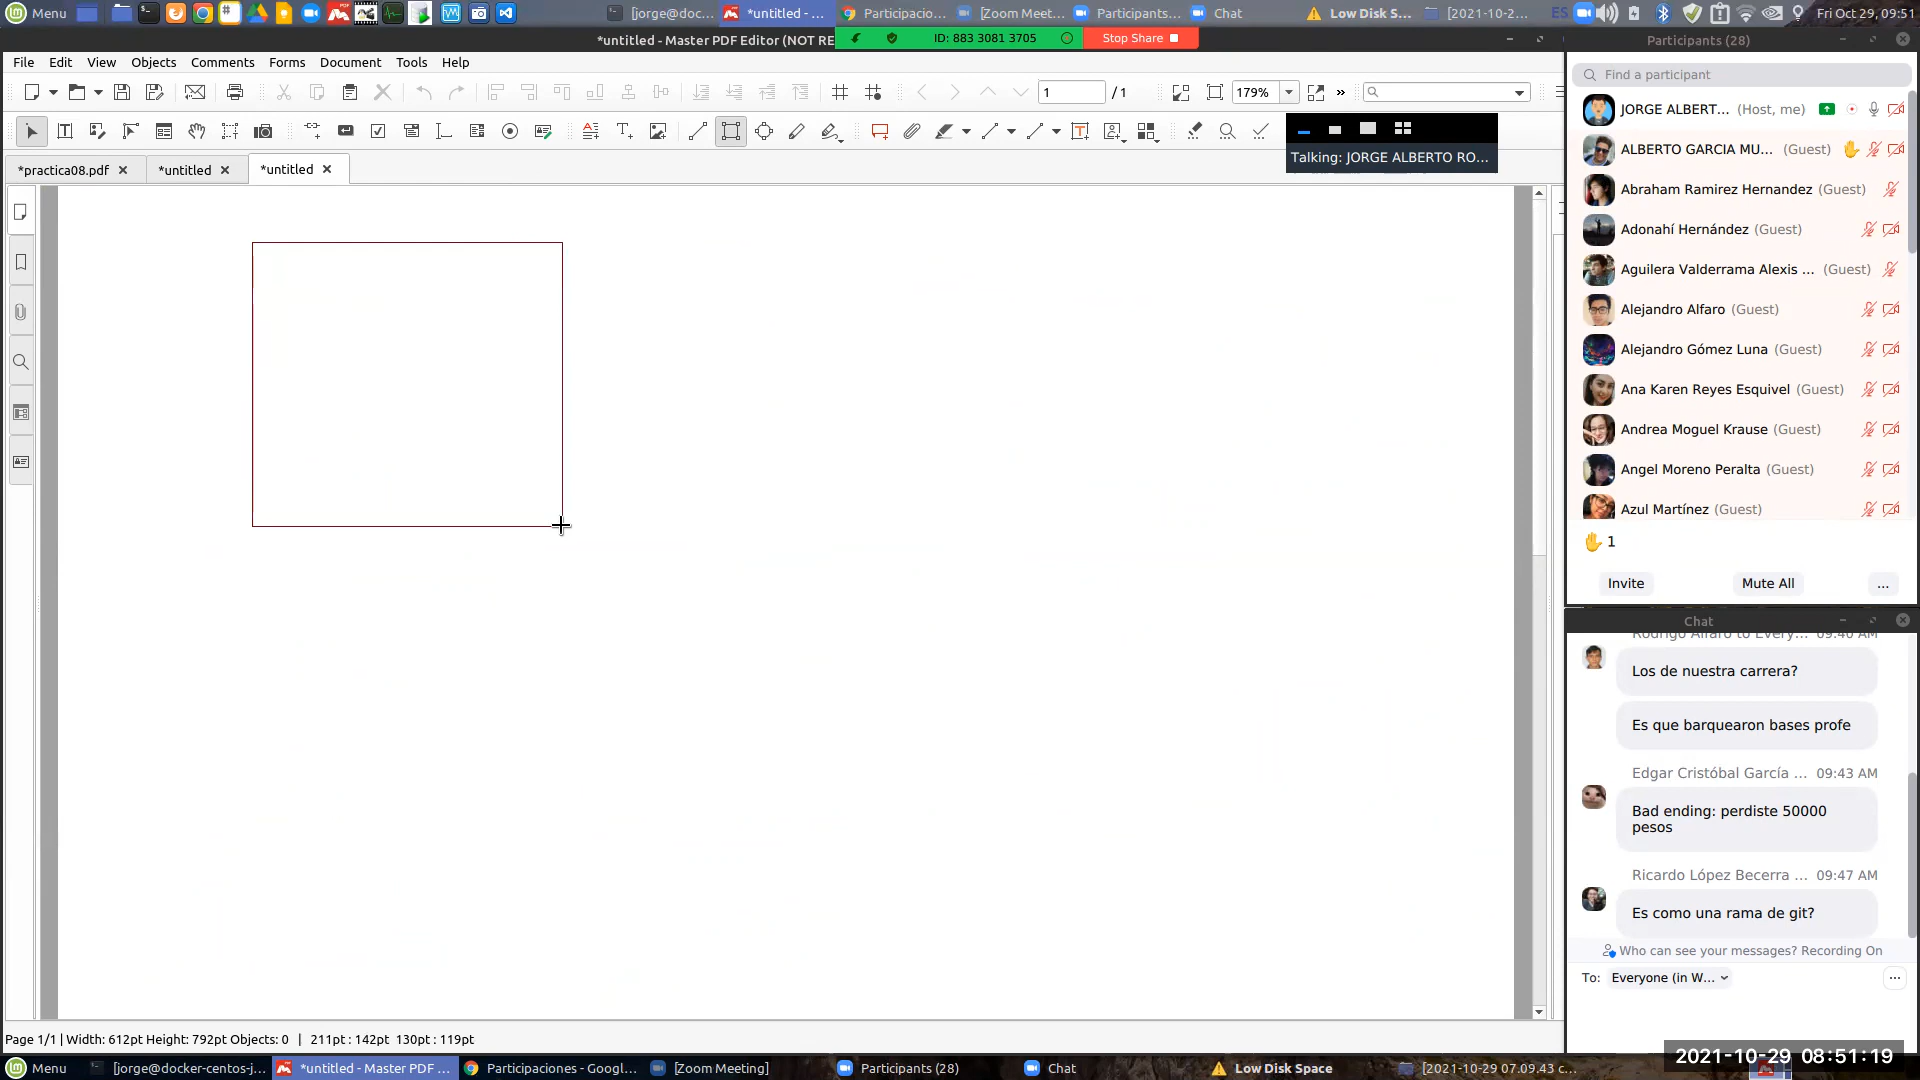 Menu
[jorge@doc...
*untitled - ...
Participacio...
[Zoom Meet...
Participants...
Chat
Low Disk S...
[2021-10-2...
ES
Fri Oct 29, 09:51
*untitled - Master PDF Editor (NOT RE
ID: 883 3081 3705
Stop Share
Participants (28)
File Edit View Objects Comments Forms Document Tools Help
1 / 1
179%
»
Talking: JORGE ALBERTO RO...
*practica08.pdf
*untitled
*untitled
Find a participant
JORGE ALBERT... (Host, me)
ALBERTO GARCIA MU... (Guest)
Abraham Ramirez Hernandez (Guest)
Adonahí Hernández (Guest)
Aguilera Valderrama Alexis ... (Guest)
Alejandro Alfaro (Guest)
Alejandro Gómez Luna (Guest)
Ana Karen Reyes Esquivel (Guest)
Andrea Moguel Krause (Guest)
Angel Moreno Peralta (Guest)
Azul Martínez (Guest)
1
Invite
Mute All
...
Chat
Rodrigo Alfaro to Every... 09:40 AM
Los de nuestra carrera?
Es que barquearon bases profe
Edgar Cristóbal García ... 09:43 AM
Bad ending: perdiste 50000
pesos
Ricardo López Becerra ... 09:47 AM
Es como una rama de git?
Who can see your messages? Recording On
To: Everyone (in W...
Page 1/1 | Width: 612pt Height: 792pt Objects: 0 | 211pt : 142pt 130pt : 119pt
2021-10-29 08:51:19
Menu
[jorge@docker-centos-j...
*untitled - Master PDF ...
Participaciones - Googl...
[Zoom Meeting]
Participants (28)
Chat
Low Disk Space
[2021-10-29 07.09.43 c...